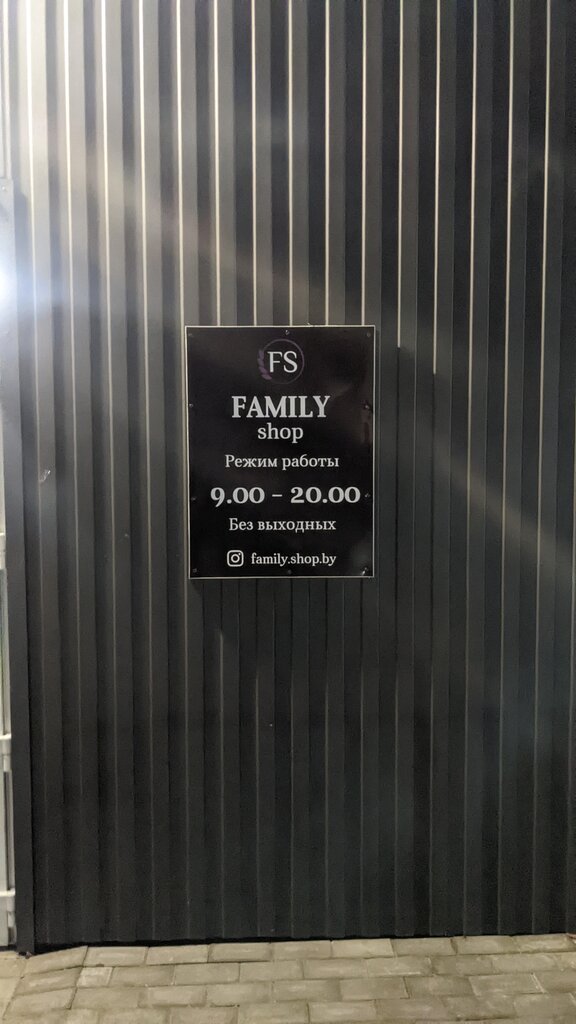 FS
FAMILY
shop
Режим работы
9.00 - 20.00
Без выходных
family.shop.by